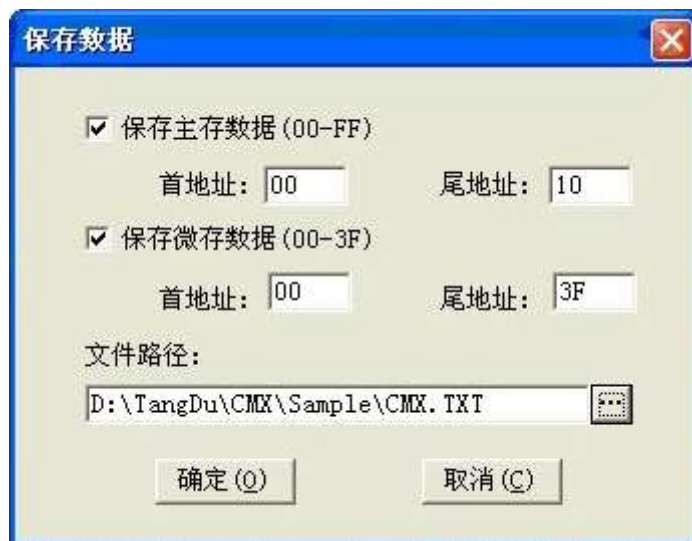 保存数据
保存主存数据(00-FF)
首地址: 00 尾地址: 10
保存微存数据(00-3F)
首地址: 00 尾地址: 3F
文件路径:
D:\TangDu\CMX\Sample\CMX.TXT ...
确定(O) 取消(C)